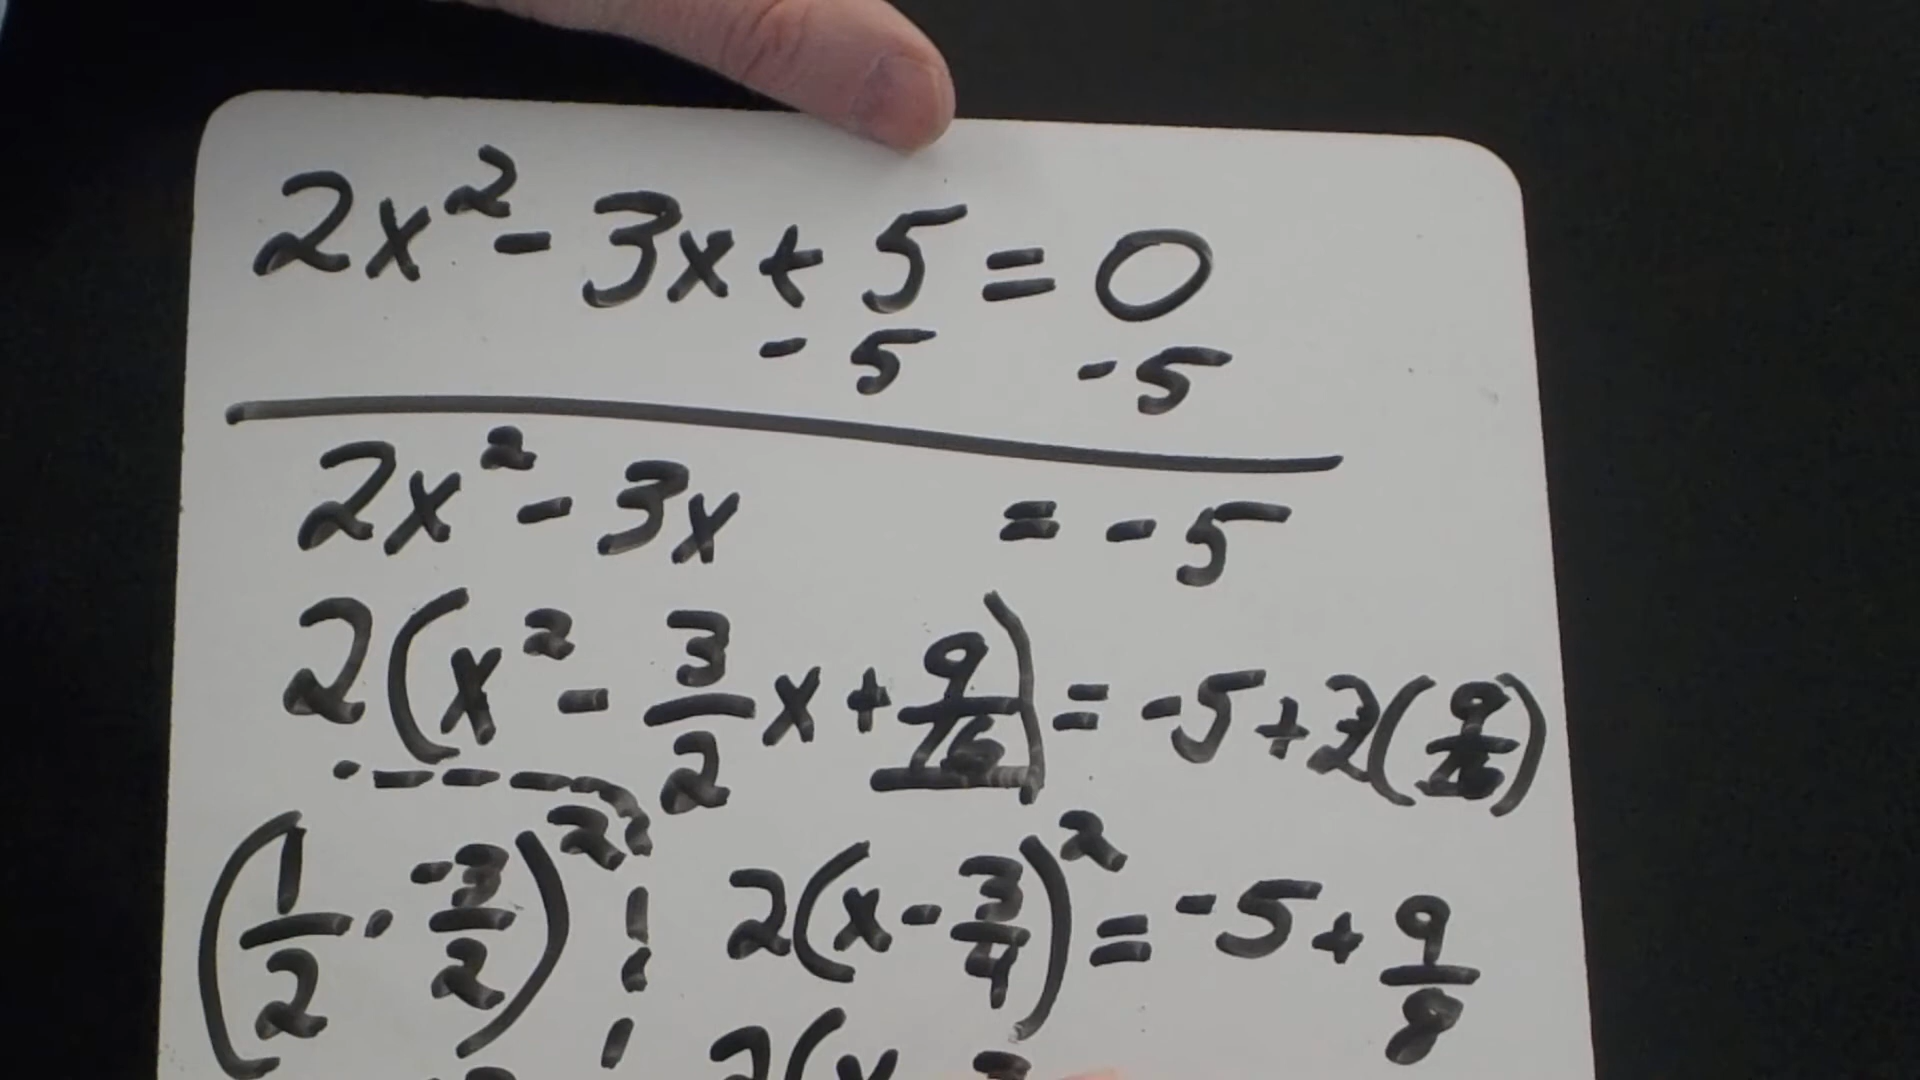 2x² - 3x + 5 = 0
- 5 -5
2x² - 3x = -5
2(x² - 3/2 x + 9/16) = -5 + 2(9/16)
(1/2 · -3/2)² 2(x - 3/4)² = -5 + 9/8
2(x -